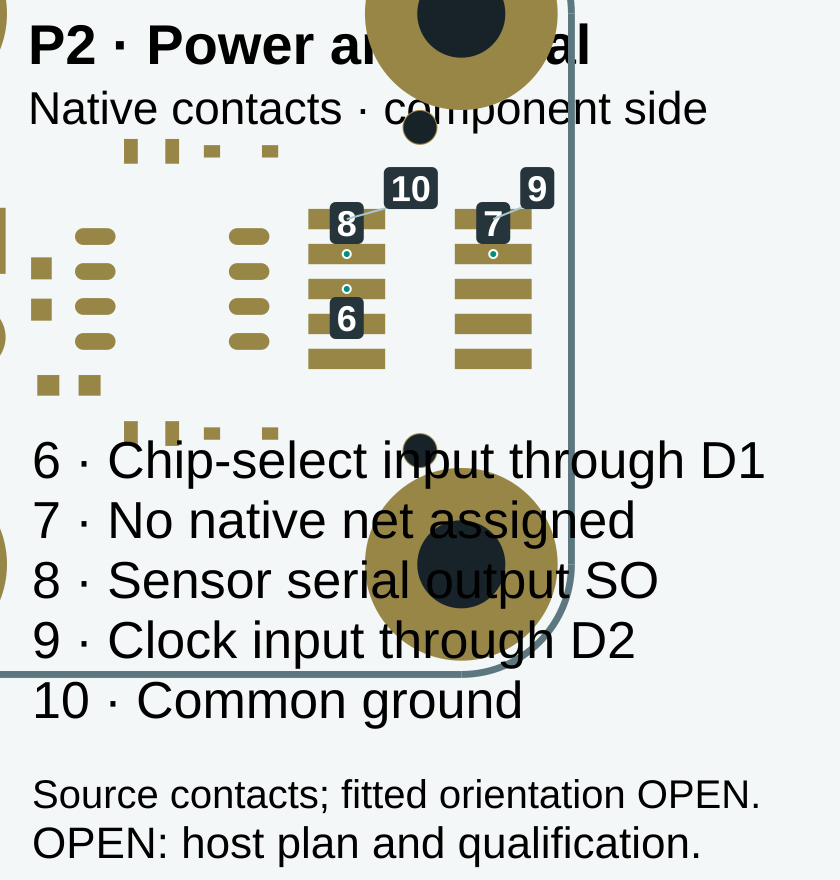 P2 · Power al
Native contacts · component side
10 9
8 7
6
6 · Chip-select input through D1
7 · No native net assigned
8 · Sensor serial output SO
9 · Clock input through D2
10 · Common ground
Source contacts; fitted orientation OPEN.
OPEN: host plan and qualification.